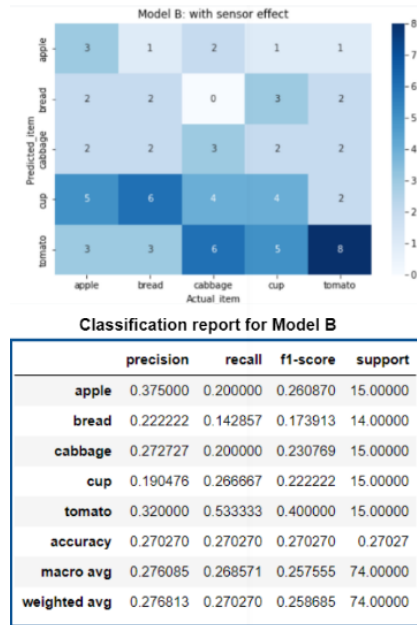 Model B: with sensor effect
apple 3 1 2 1 1
bread 2 2 0 3 2
cabbage 2 2 3 2 2
cup 5 6 4 4 2
tomato 3 3 6 5 8
Predicted_item
apple bread cabbage cup tomato
Actual_item
8
7
6
5
4
3
2
1
0
Classification report for Model B
precision recall f1-score support
apple 0.375000 0.200000 0.260870 15.00000
bread 0.222222 0.142857 0.173913 14.00000
cabbage 0.272727 0.200000 0.230769 15.00000
cup 0.190476 0.266667 0.222222 15.00000
tomato 0.320000 0.533333 0.400000 15.00000
accuracy 0.270270 0.270270 0.270270 0.27027
macro avg 0.276085 0.268571 0.257555 74.00000
weighted avg 0.276813 0.270270 0.258685 74.00000